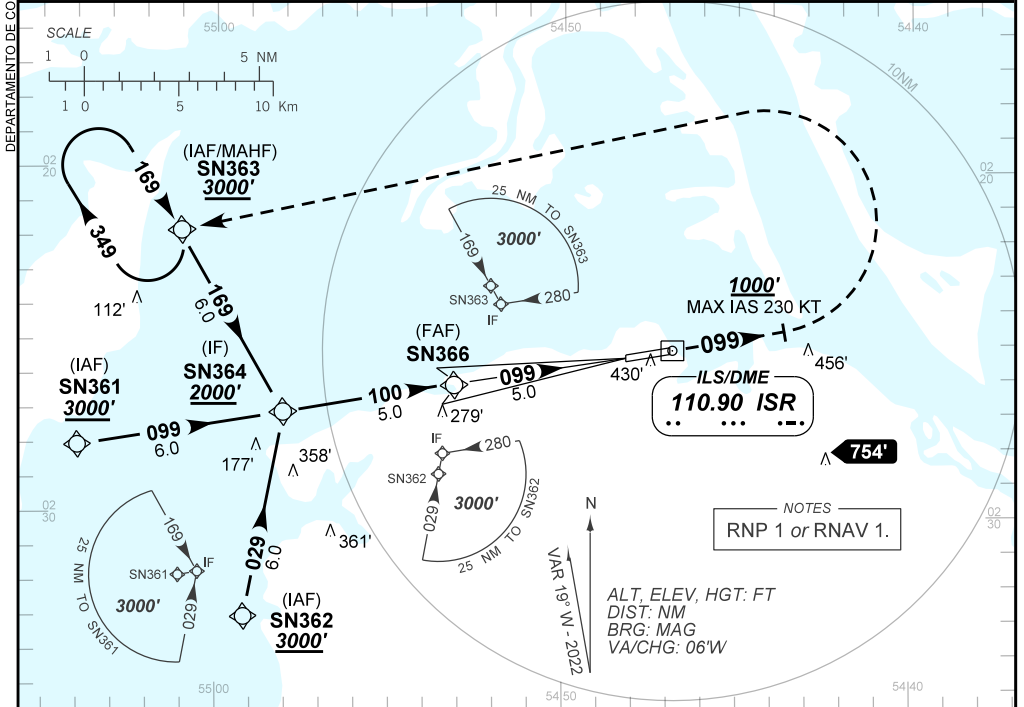 DEPARTAMENTO DE CO
SCALE
1 0 5 NM
1 0 5 10 Km
55 00
54 50
54 40
10NM
02 20
02 20
(IAF/MAHF)
SN363
3000'
169
349
112'
169
6.0
25 NM TO SN363
3000'
169
SN363
IF
280
1000'
MAX IAS 230 KT
099
456'
(IAF)
SN361
3000'
099
6.0
(IF)
SN364
2000'
(FAF)
SN366
100
5.0
099
5.0
279'
430'
ILS/DME
110.90 ISR
754'
177'
358'
361'
029
6.0
(IAF)
SN362
3000'
IF
280
SN362
029
3000'
25 NM TO SN362
169
IF
SN361
029
3000'
25 NM TO SN361
02 30
02 30
N
VAR 19° W - 2022
NOTES
RNP 1 or RNAV 1.
ALT, ELEV, HGT: FT
DIST: NM
BRG: MAG
VA/CHG: 06'W
55 00
54 50
54 40